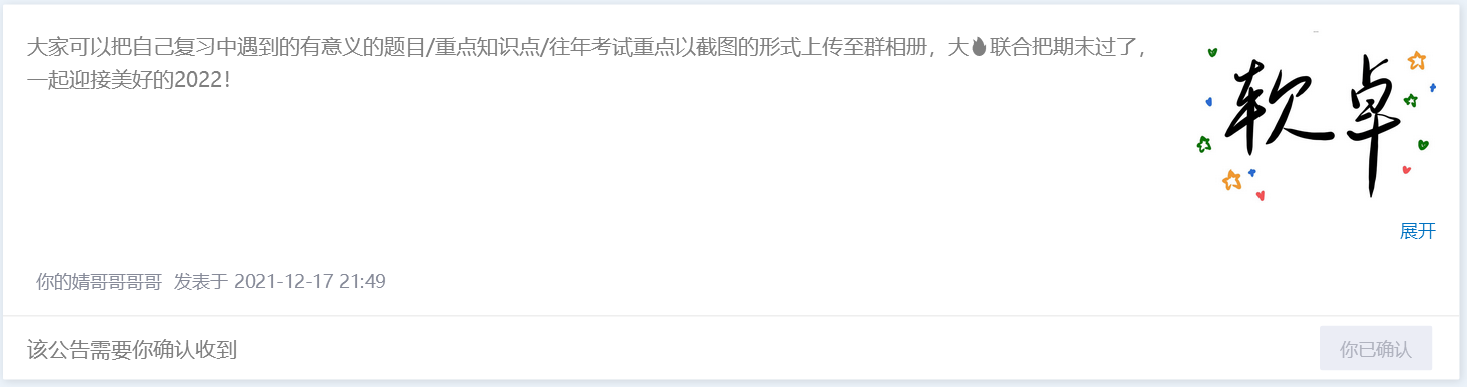 大家可以把自己复习中遇到的有意义的题目/重点知识点/往年考试重点以截图的形式上传至群相册，大🔥联合把期末过了，
一起迎接美好的2022！
软卓
展开
你的婧哥哥哥哥 发表于 2021-12-17 21:49
该公告需要你确认收到
你已确认